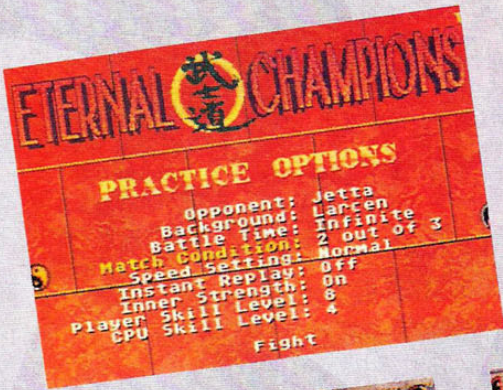 ETERNAL 武士道 CHAMPIONS
PRACTICE OPTIONS
Opponent: Jetta
Background: Larcen
Battle Time: Infinite
Match Condition: 2 out of 3
Speed Setting: Normal
Instant Replay: Off
Inner Strength: On
Player Skill Level: 8
CPU Skill Level: 4
Fight